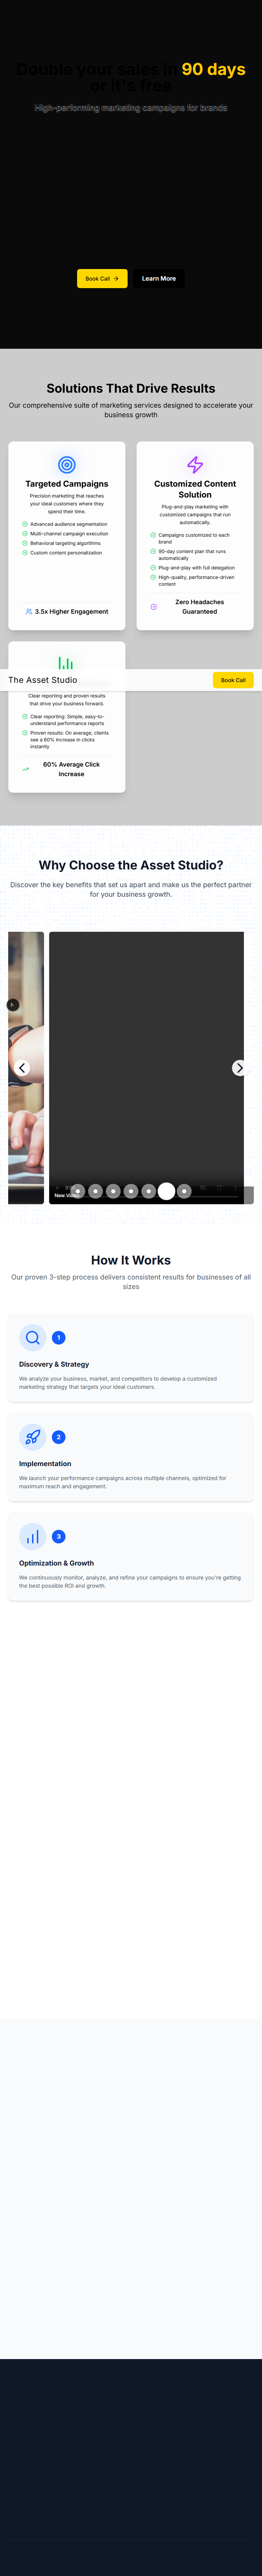 Double your sales in 90 days
or it's free
High-performing marketing campaigns for brands
Book Call
Learn More
Solutions That Drive Results
Our comprehensive suite of marketing services designed to accelerate your
business growth
Targeted Campaigns
Precision marketing that reaches
your ideal customers where they
spend their time.
Advanced audience segmentation
Multi-channel campaign execution
Behavioral targeting algorithms
Custom content personalization
3.5x Higher Engagement
Customized Content
Solution
Plug-and-play marketing with
customized campaigns that run
automatically.
Campaigns customized to each
brand
90-day content plan that runs
automatically
Plug-and-play with full delegation
High-quality, performance-driven
content
Zero Headaches
Guaranteed
The Asset Studio
Book Call
Clear reporting and proven results
that drive your business forward.
Clear reporting: Simple, easy-to-
understand performance reports
Proven results: On average, clients
see a 60% increase in clicks
instantly
60% Average Click
Increase
Why Choose the Asset Studio?
Discover the key benefits that set us apart and make us the perfect partner
for your business growth.
New Video
How It Works
Our proven 3-step process delivers consistent results for businesses of all
sizes
1
Discovery & Strategy
We analyze your business, market, and competitors to develop a customized
marketing strategy that targets your ideal customers.
2
Implementation
We launch your performance campaigns across multiple channels, optimized for
maximum reach and engagement.
3
Optimization & Growth
We continuously monitor, analyze, and refine your campaigns to ensure you're getting
the best possible ROI and growth.